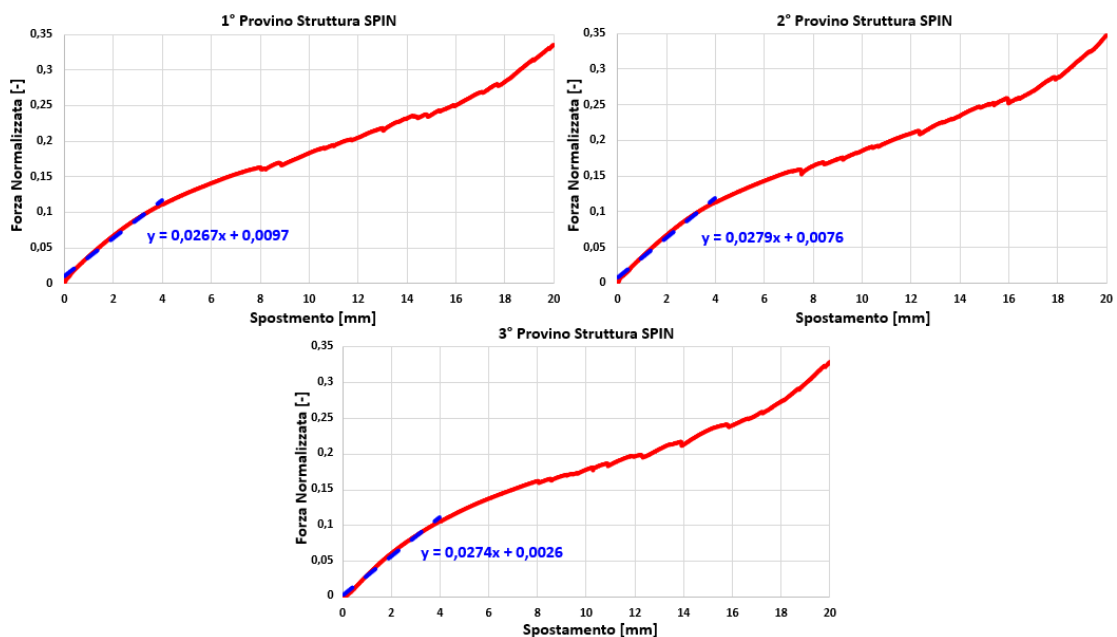 1° Provino Struttura SPIN
Forza Normalizzata [-]
0,35
0,3
0,25
0,2
0,15
0,1
0,05
0
y = 0,0267x + 0,0097
0 2 4 6 8 10 12 14 16 18 20
Spostmento [mm]
2° Provino Struttura SPIN
Forza Normalizzata [-]
0,35
0,3
0,25
0,2
0,15
0,1
0,05
0
y = 0,0279x + 0,0076
0 2 4 6 8 10 12 14 16 18 20
Spostamento [mm]
3° Provino Struttura SPIN
Forza Normalizzata [-]
0,35
0,3
0,25
0,2
0,15
0,1
0,05
0
y = 0,0274x + 0,0026
0 2 4 6 8 10 12 14 16 18 20
Spostamento [mm]